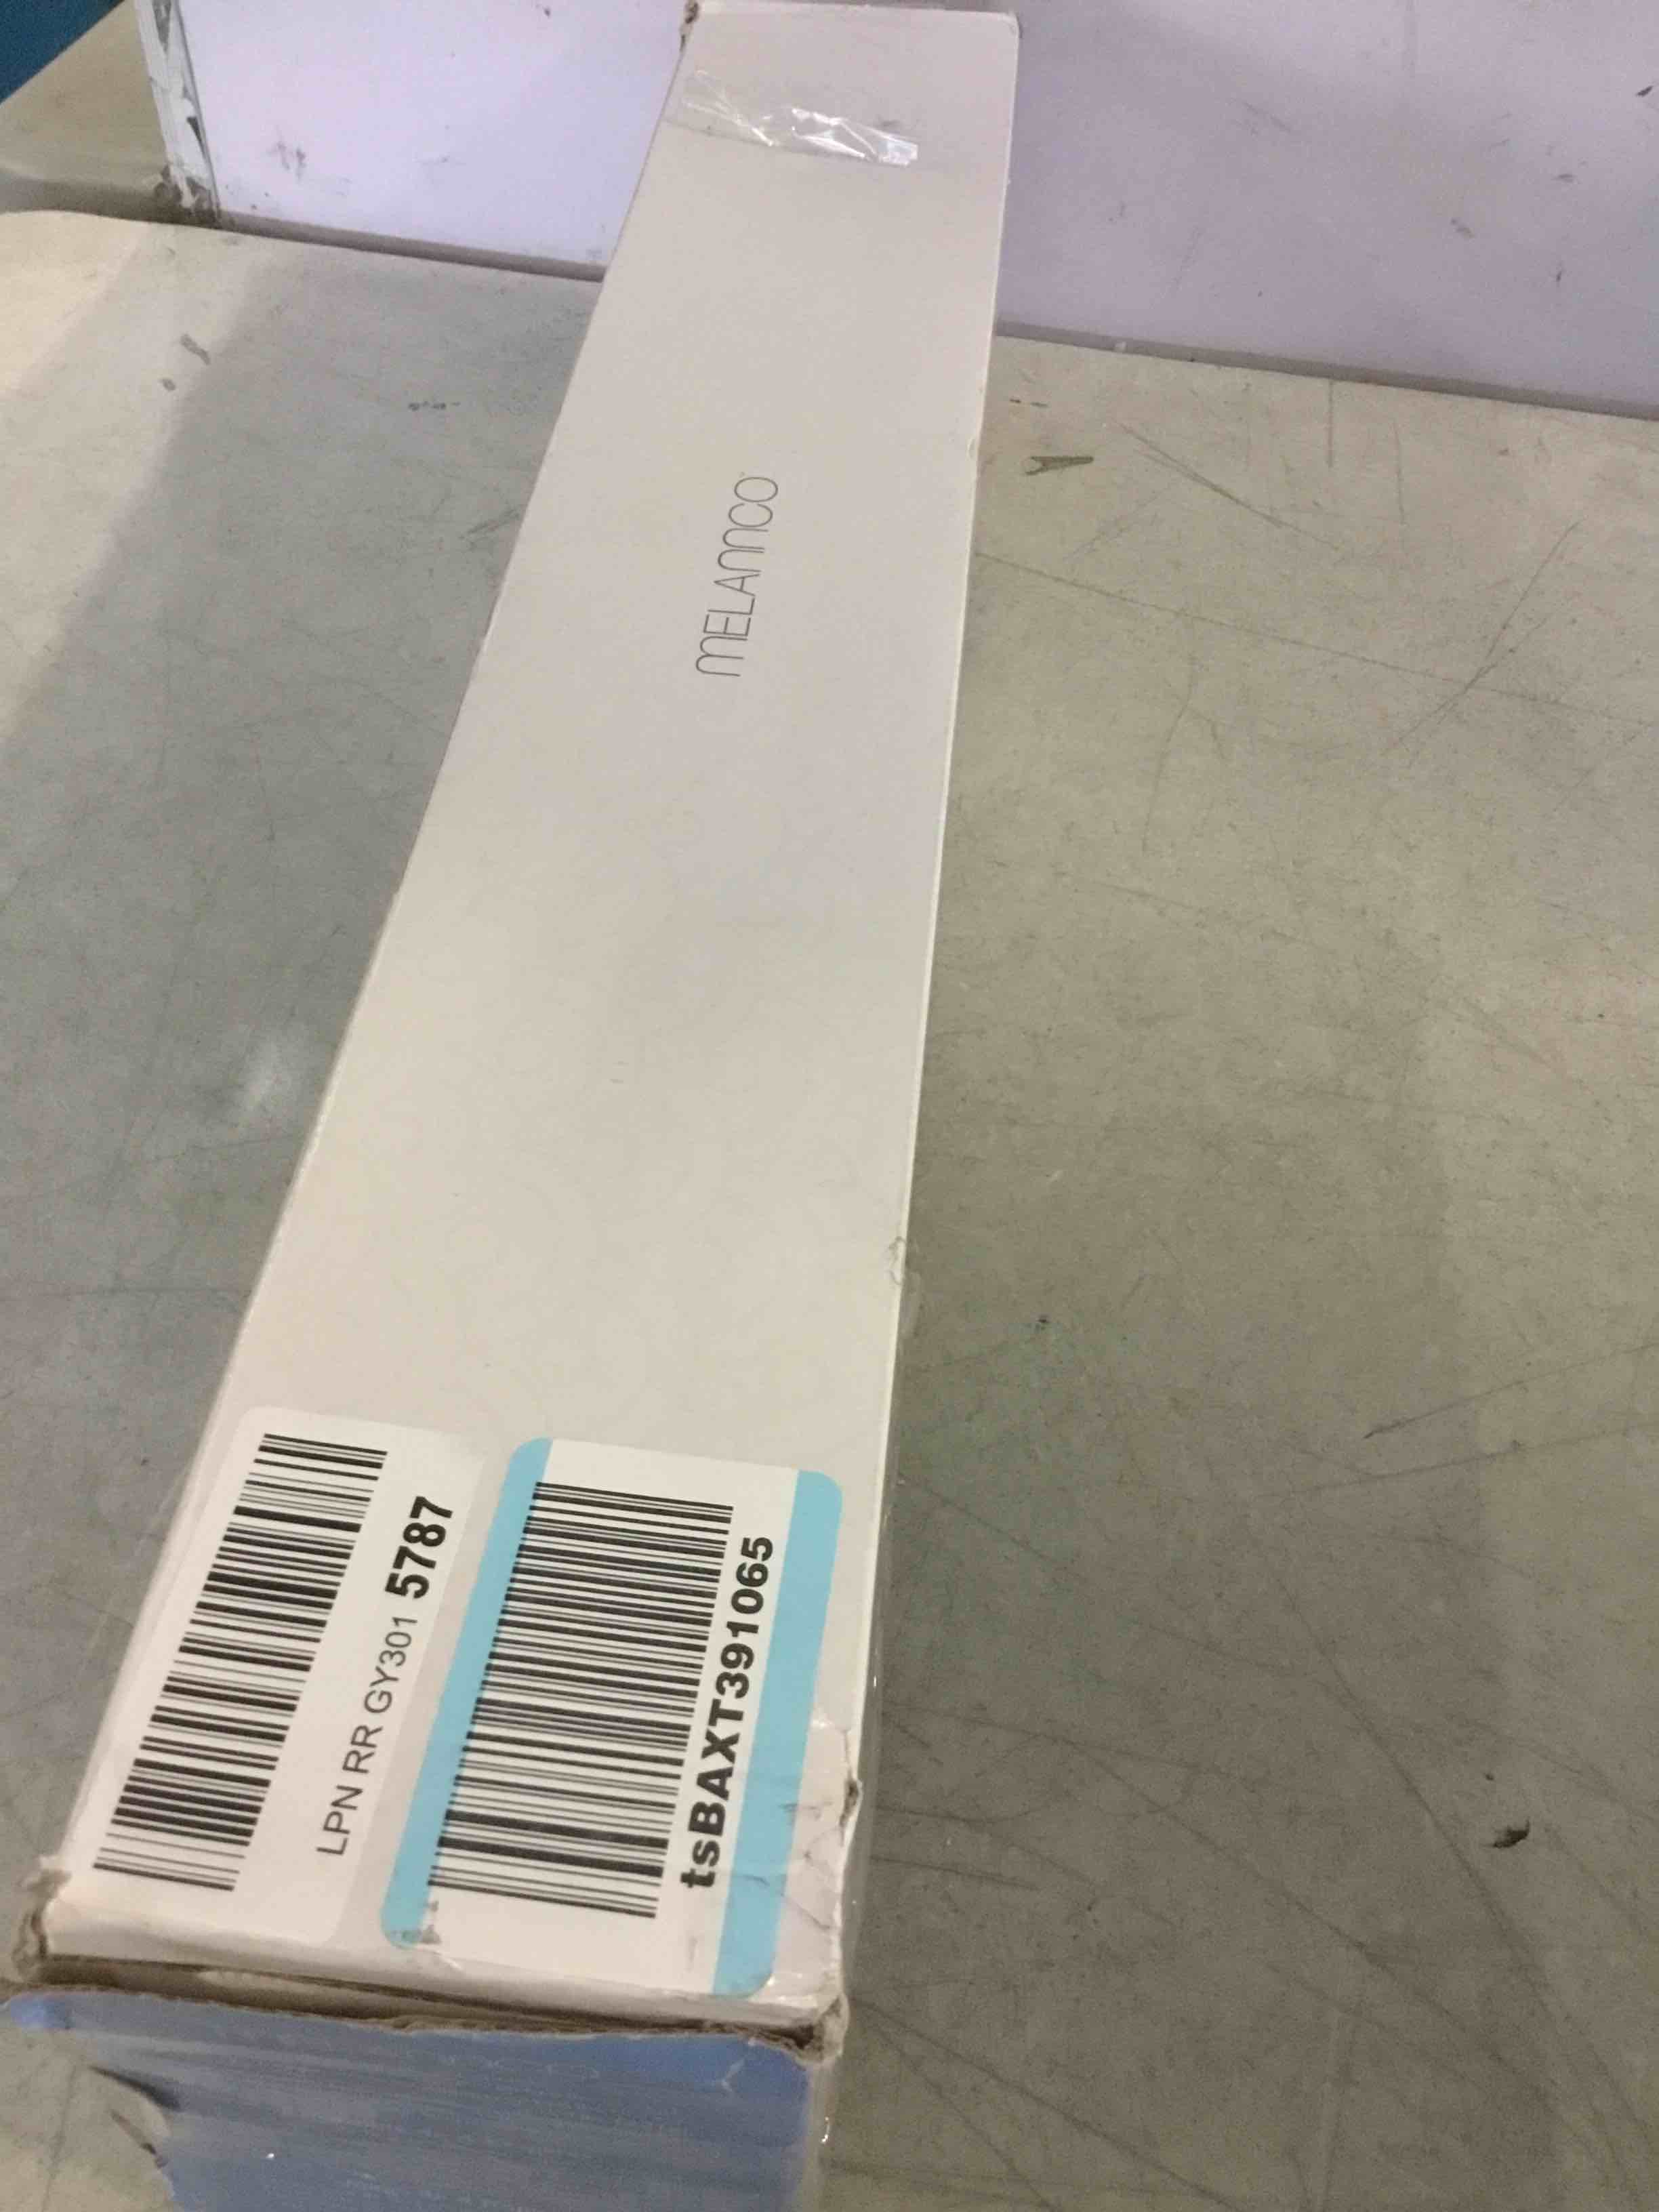 MELANNCO
LPN RR GY301 5787
tsBAXT391065